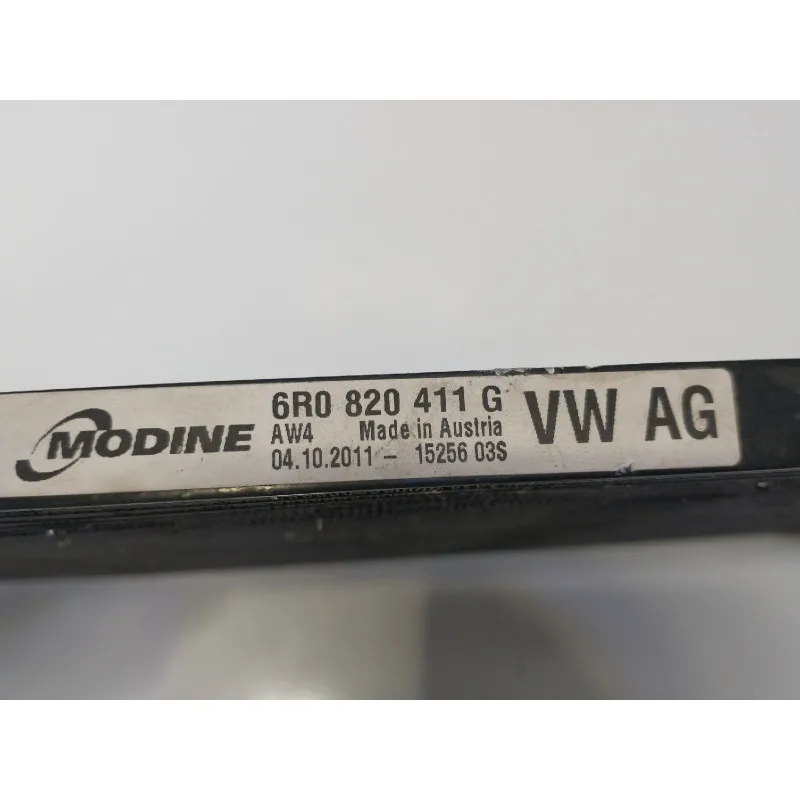 MODINE
6R0 820 411 G
AW4 Made in Austria
04.10.2011 - 15256 03S
VW AG